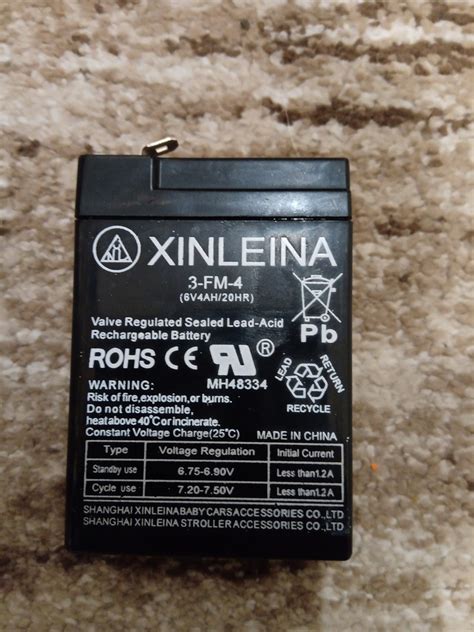 XINLEINA
3-FM-4
(6V4AH/20HR)
Valve Regulated Sealed Lead-Acid
Rechargeable Battery
Pb
ROHS CE RU ®
MH48334
LEAD RETURN
RECYCLE
WARNING:
Risk of fire,explosion,or burns.
Do not disassemble,
heat above 40°C or incinerate.
Constant Voltage Charge(25°C)
MADE IN CHINA
Type Voltage Regulation Initial Current
Standby use 6.75-6.90V Less than1.2A
Cycle use 7.20-7.50V Less than1.2A
SHANGHAI XINLEINABABY CARS ACCESSORIES CO.,LTD
SHANGHAI XINLEINA STROLLER ACCESSORIES CO.,LTD